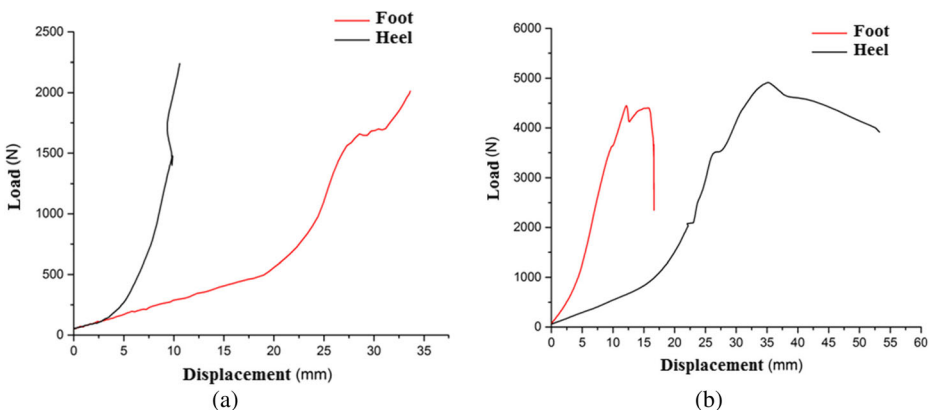 Foot
Heel
2500
2000
1500
1000
500
0
Load (N)
0 5 10 15 20 25 30 35
Displacement (mm)
(a)
Foot
Heel
6000
5000
4000
3000
2000
1000
0
Load (N)
0 5 10 15 20 25 30 35 40 45 50 55 60
Displacement (mm)
(b)